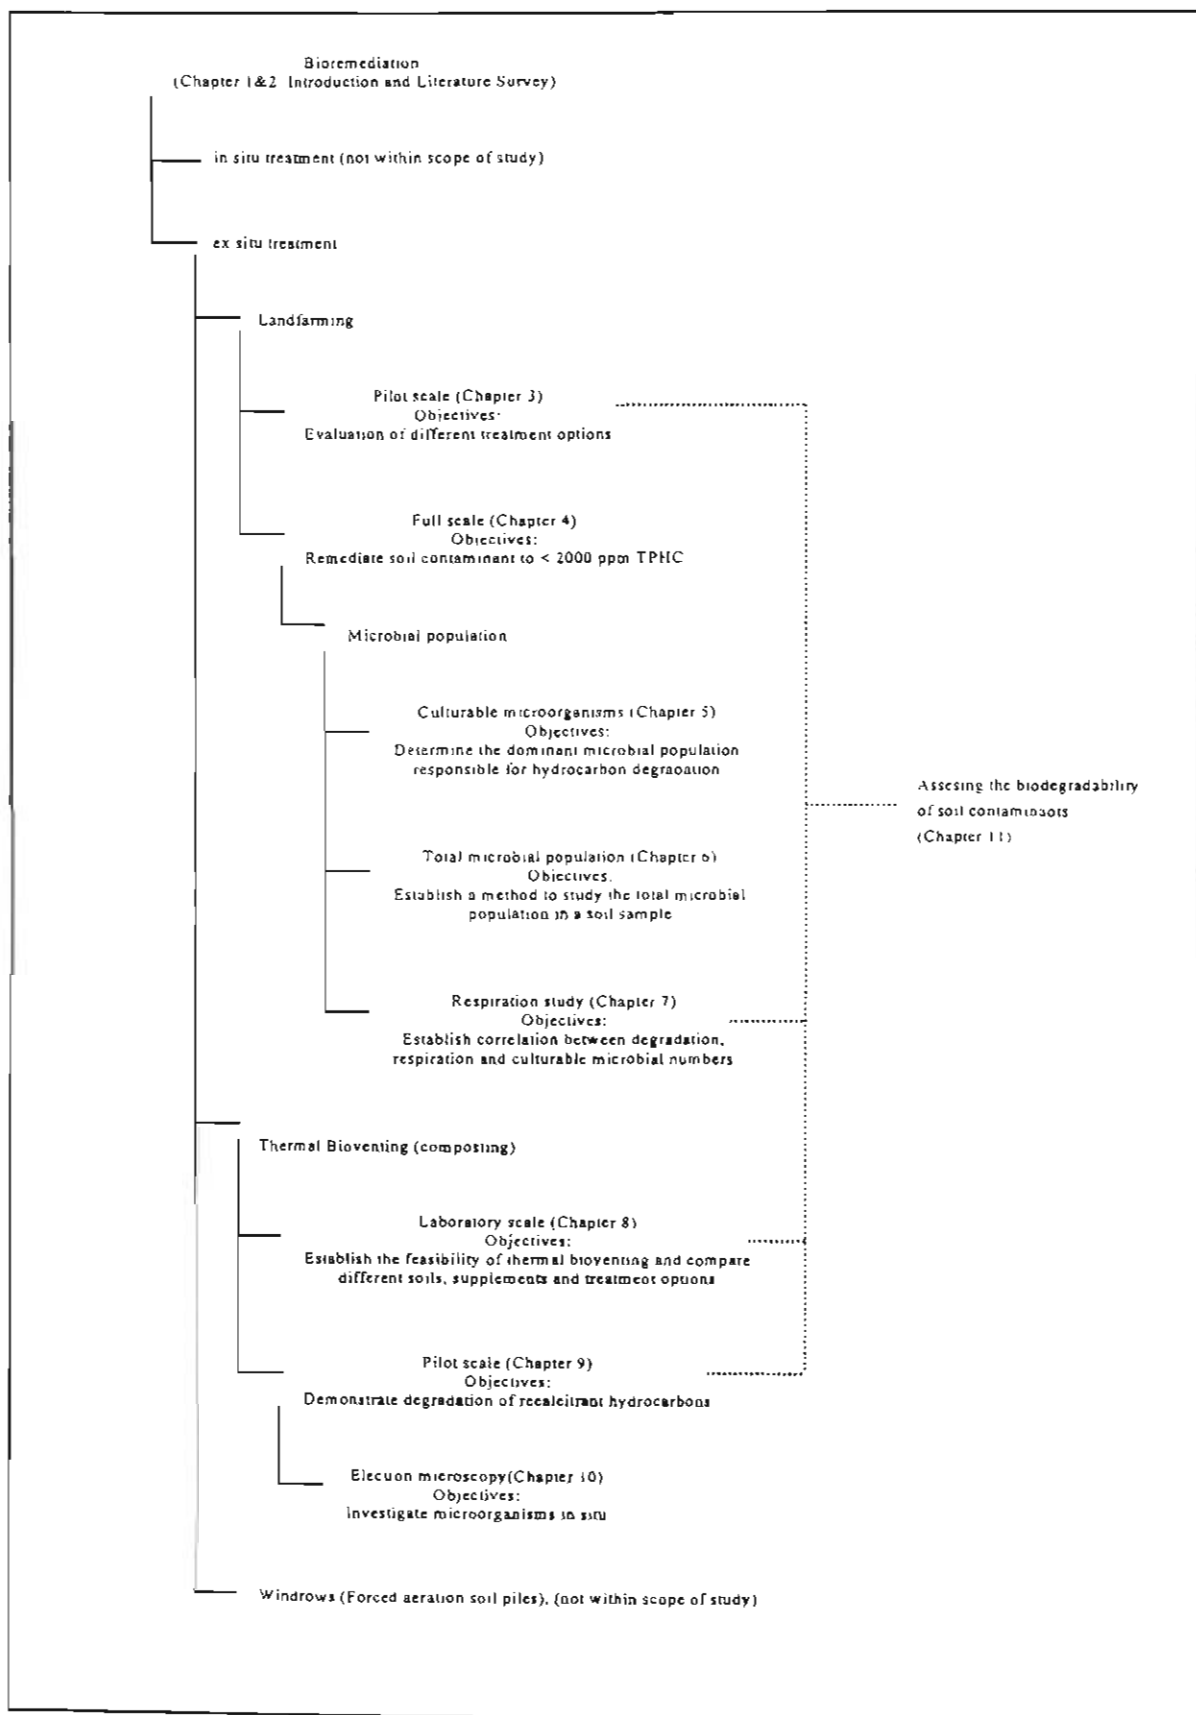 Bioremediation
(Chapter 1&2 Introduction and Literature Survey)
in situ treatment (not within scope of study)
ex situ treatment
Landfarming
Pilot scale (Chapter 3)
Objectives:
Evaluation of different treatment options
Full scale (Chapter 4)
Objectives:
Remediate soil contaminant to < 2000 ppm TPHC
Microbial population
Culturable microorganisms (Chapter 5)
Objectives:
Determine the dominant microbial population
responsible for hydrocarbon degradation
Assesing the biodegradability
of soil contaminants
(Chapter 11)
Total microbial population (Chapter 6)
Objectives.
Establish a method to study the total microbial
population in a soil sample
Respiration study (Chapter 7)
Objectives:
Establish correlation between degradation,
respiration and culturable microbial numbers
Thermal Bioventing (composting)
Laboratory scale (Chapter 8)
Objectives:
Establish the feasibility of thermal bioventing and compare
different soils, supplements and treatment options
Pilot scale (Chapter 9)
Objectives:
Demonstrate degradation of recalcitrant hydrocarbons
Electron microscopy(Chapter 10)
Objectives:
Investigate microorganisms in situ
Windrows (Forced aeration soil piles), (not within scope of study)